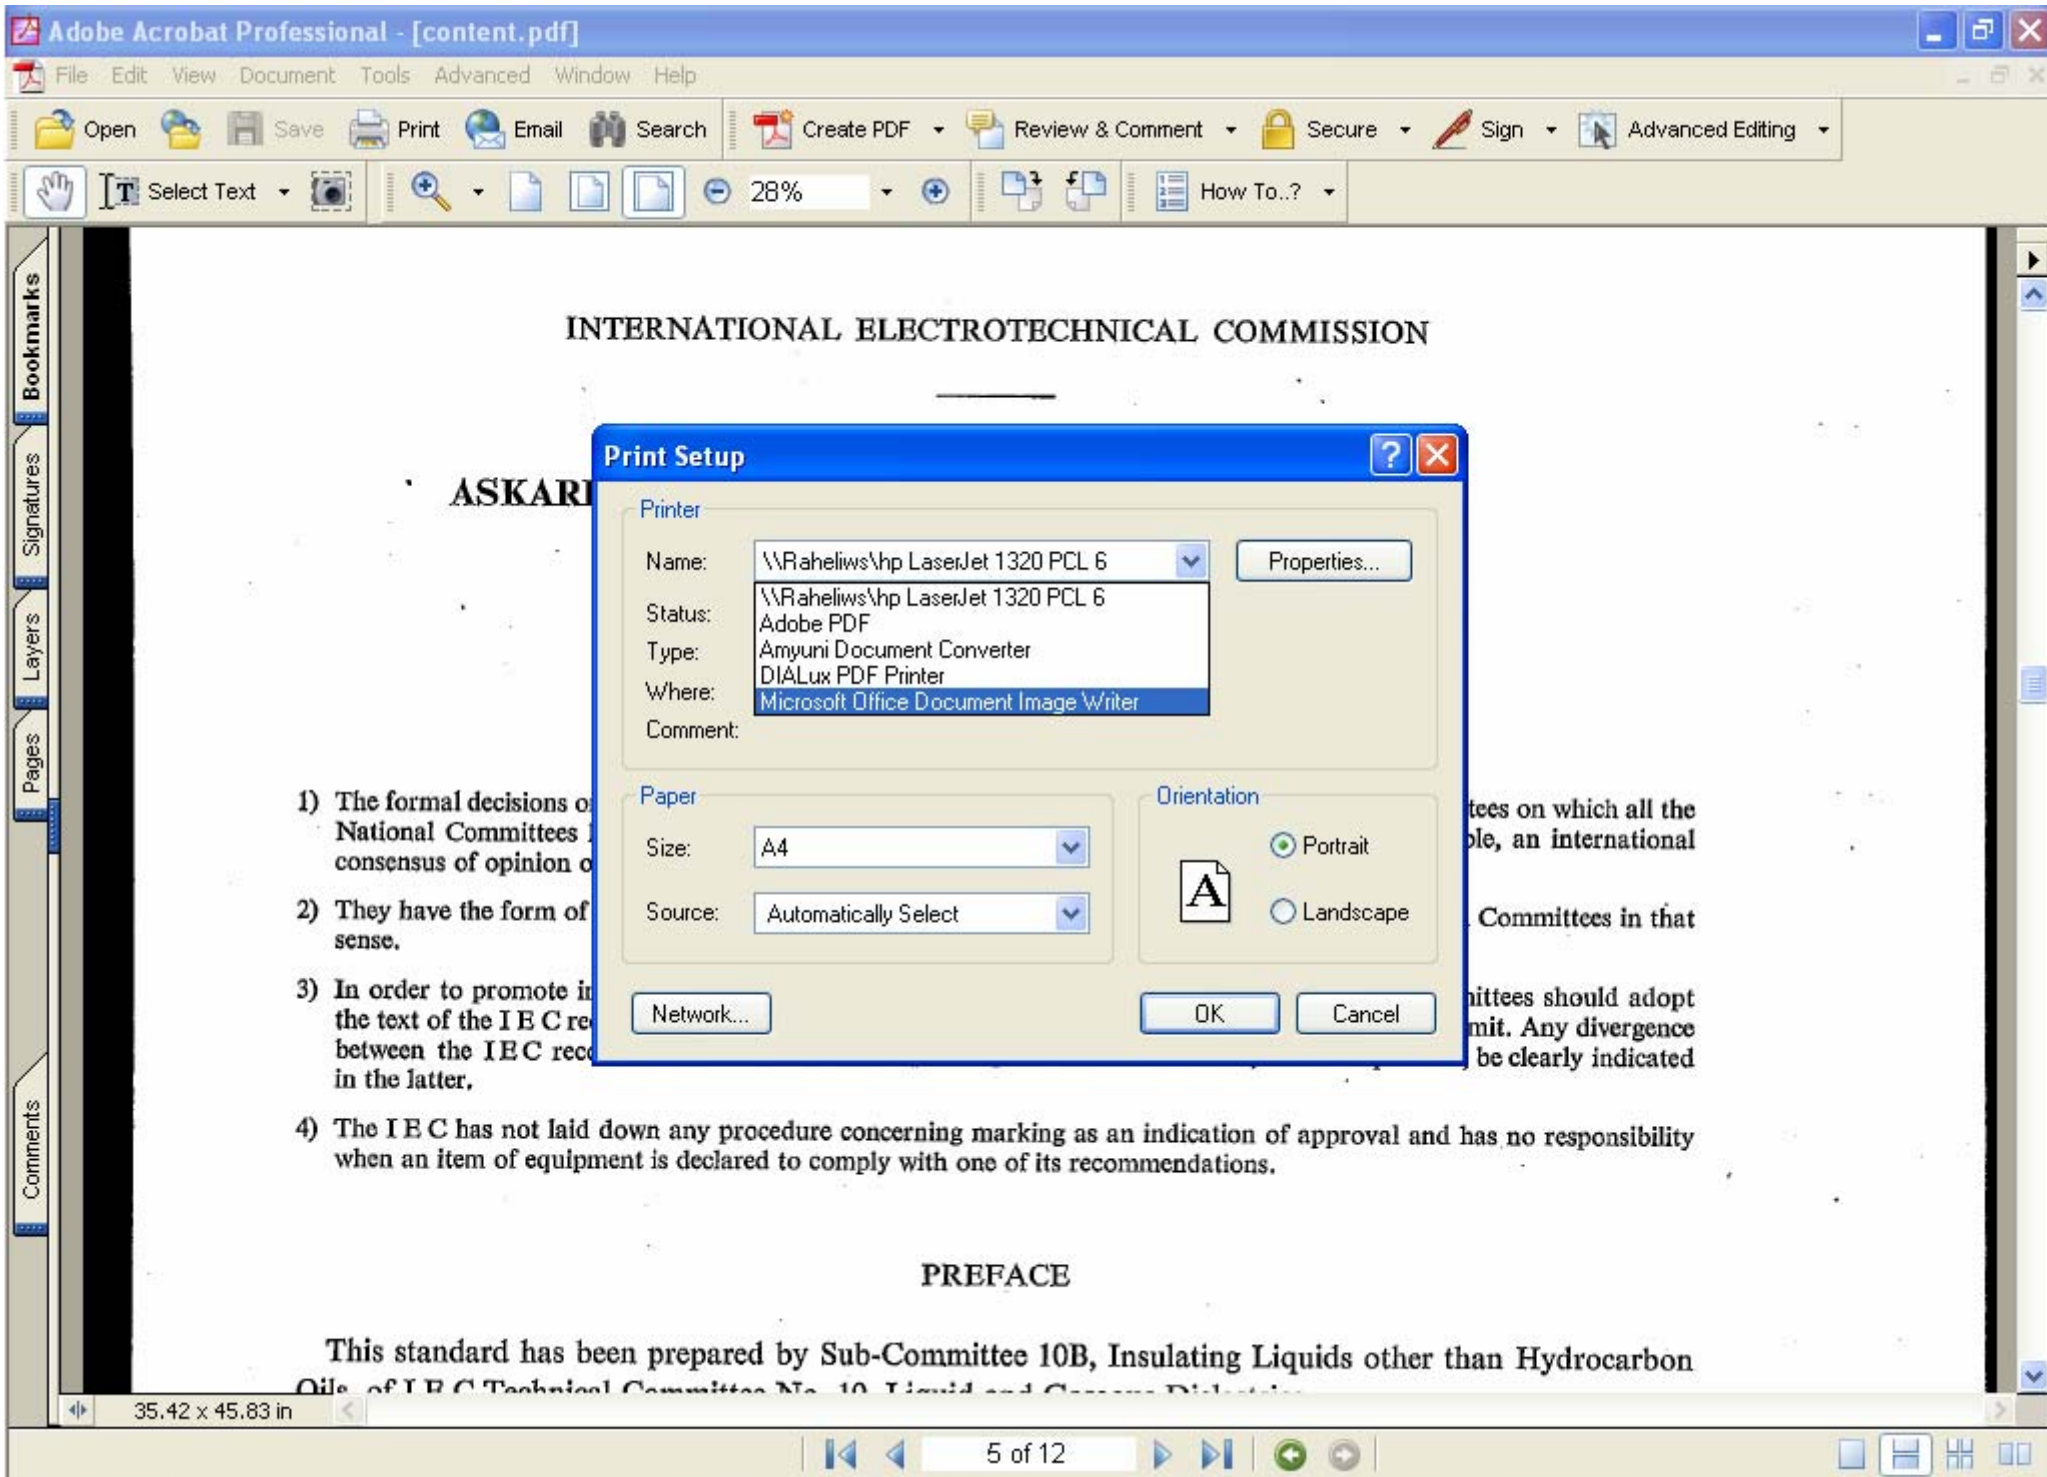 Adobe Acrobat Professional - [content.pdf]
File Edit View Document Tools Advanced Window Help
Open Save Print Email Search Create PDF Review & Comment Secure Sign Advanced Editing
Select Text 28% How To..?
Bookmarks
Signatures
Layers
Pages
Comments
INTERNATIONAL ELECTROTECHNICAL COMMISSION
Print Setup
Printer
Name: \\Raheliws\hp LaserJet 1320 PCL 6 Properties...
\\Raheliws\hp LaserJet 1320 PCL 6
Status:
Adobe PDF
Type:
Amyuni Document Converter
DIALux PDF Printer
Where:
Microsoft Office Document Image Writer
Comment:
Paper
Size: A4
Source: Automatically Select
Orientation
Portrait
A
Landscape
Network... OK Cancel
1) The formal decisions
National Committees
consensus of opinion
2) They have the form of
sense.
3) In order to promote
the text of the I E C
between the I E C
in the latter.
on which all the
an international
Committees in that
should adopt
Any divergence
be clearly indicated
4) The I E C has not laid down any procedure concerning marking as an indication of approval and has no responsibility
when an item of equipment is declared to comply with one of its recommendations.
PREFACE
This standard has been prepared by Sub-Committee 10B, Insulating Liquids other than Hydrocarbon
35.42 x 45.83 in
5 of 12